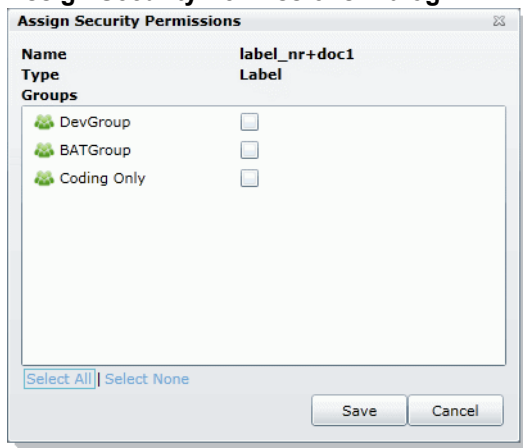 Assign Security Permissions
Name label_nr+doc1
Type Label
Groups
DevGroup
BATGroup
Coding Only
Select All | Select None
Save Cancel